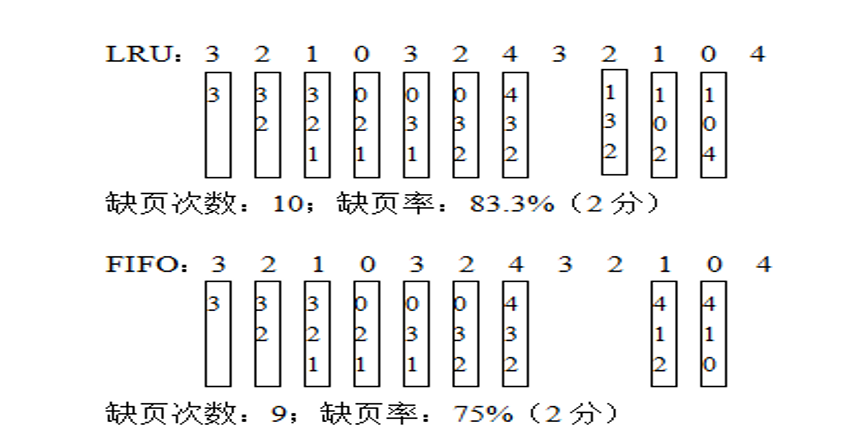 LRU: 3 2 1 0 3 2 4 3 2 1 0 4
3 3 3 0 0 0 4 1 1 1
2 2 2 3 3 3 3 0 0
1 1 1 2 2 2 2 4
缺页次数：10；缺页率：83.3%（2 分）
FIFO: 3 2 1 0 3 2 4 3 2 1 0 4
3 3 3 0 0 0 4 4 4
2 2 2 3 3 3 1 1
1 1 1 2 2 2 0
缺页次数：9；缺页率：75%（2 分）